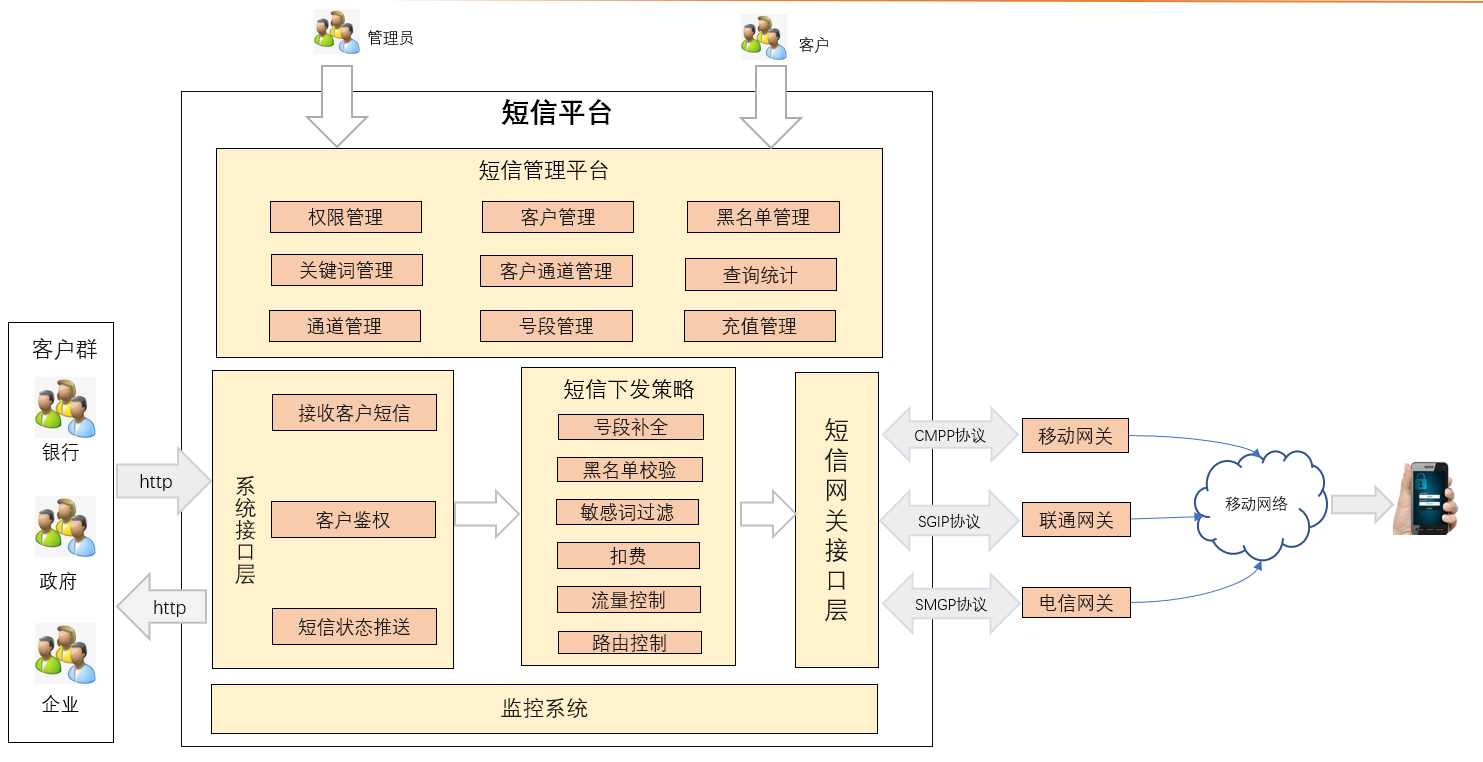 管理员
客户
短信平台
短信管理平台
权限管理
客户管理
黑名单管理
关键词管理
客户通道管理
查询统计
通道管理
号段管理
充值管理
客户群
银行
政府
企业
http
http
系统接口层
接收客户短信
客户鉴权
短信状态推送
短信下发策略
号段补全
黑名单校验
敏感词过滤
扣费
流量控制
路由控制
短信网关接口层
CMPP协议
SGIP协议
SMGP协议
移动网关
联通网关
电信网关
移动网络
监控系统